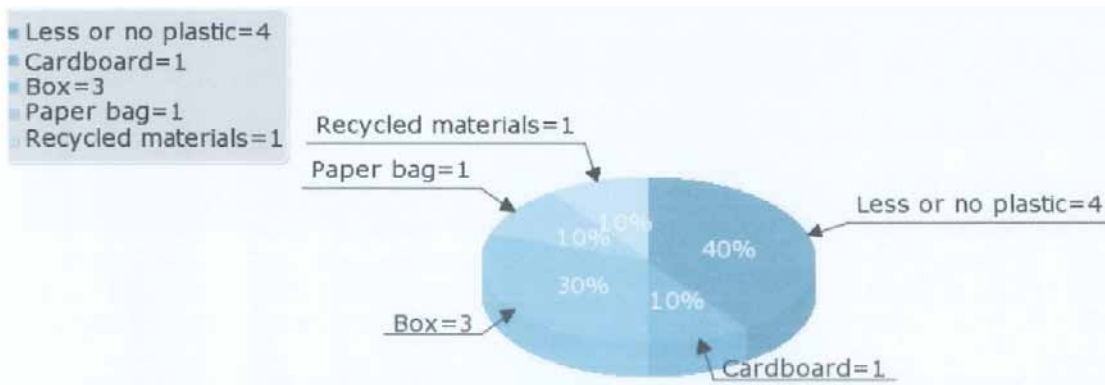 Less or no plastic=4
Cardboard=1
Box=3
Paper bag=1
Recycled materials=1
Recycled materials=1
Paper bag=1
Less or no plastic=4
10%
10%
40%
30%
10%
Box=3
Cardboard=1